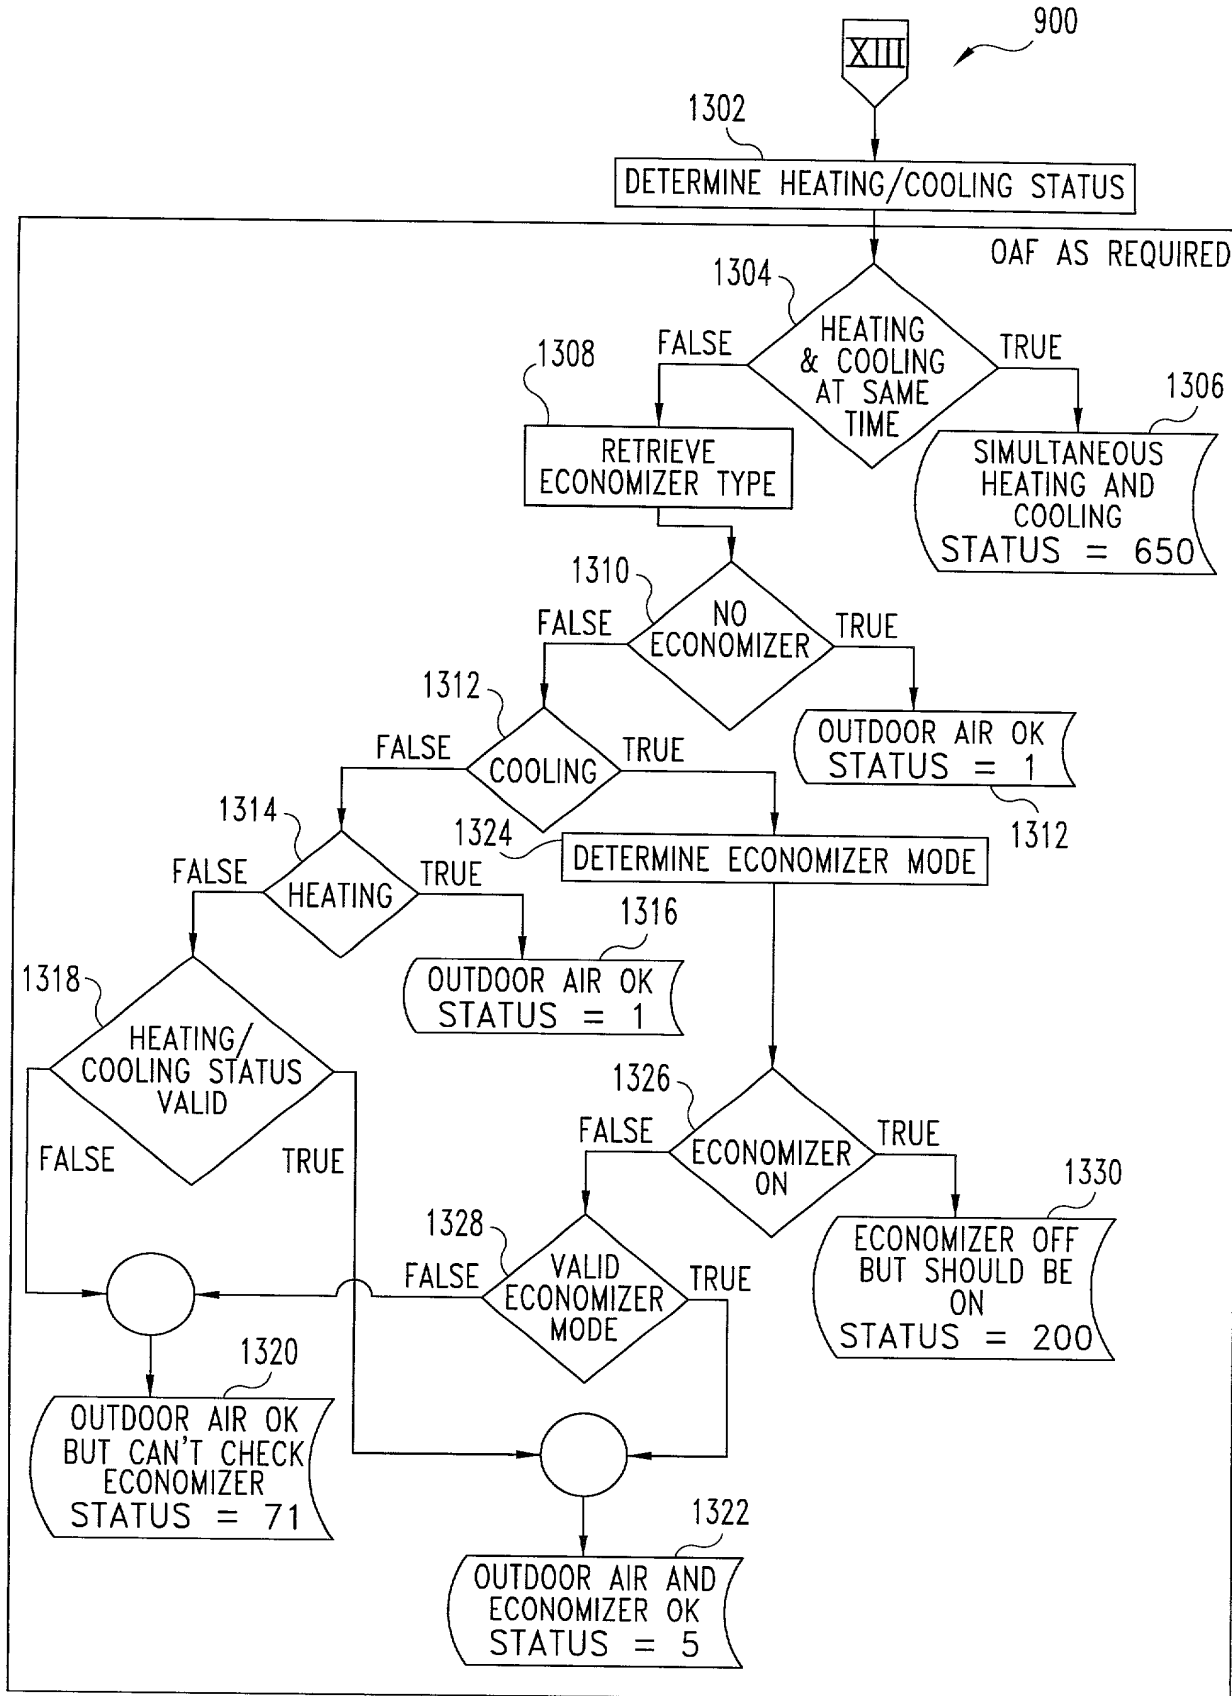 XIII
900
1302
DETERMINE HEATING/COOLING STATUS
OAF AS REQUIRED
1304
HEATING
& COOLING
AT SAME
TIME
FALSE
TRUE
1308
RETRIEVE
ECONOMIZER TYPE
1306
SIMULTANEOUS
HEATING AND
COOLING
STATUS = 650
1310
NO
ECONOMIZER
FALSE
TRUE
1312
COOLING
FALSE
TRUE
OUTDOOR AIR OK
STATUS = 1
1312
1314
HEATING
FALSE
TRUE
1324
DETERMINE ECONOMIZER MODE
1316
OUTDOOR AIR OK
STATUS = 1
1318
HEATING/
COOLING STATUS
VALID
FALSE
TRUE
1326
ECONOMIZER
ON
FALSE
TRUE
1328
VALID
ECONOMIZER
MODE
FALSE
TRUE
1330
ECONOMIZER OFF
BUT SHOULD BE
ON
STATUS = 200
1320
OUTDOOR AIR OK
BUT CAN'T CHECK
ECONOMIZER
STATUS = 71
1322
OUTDOOR AIR AND
ECONOMIZER OK
STATUS = 5